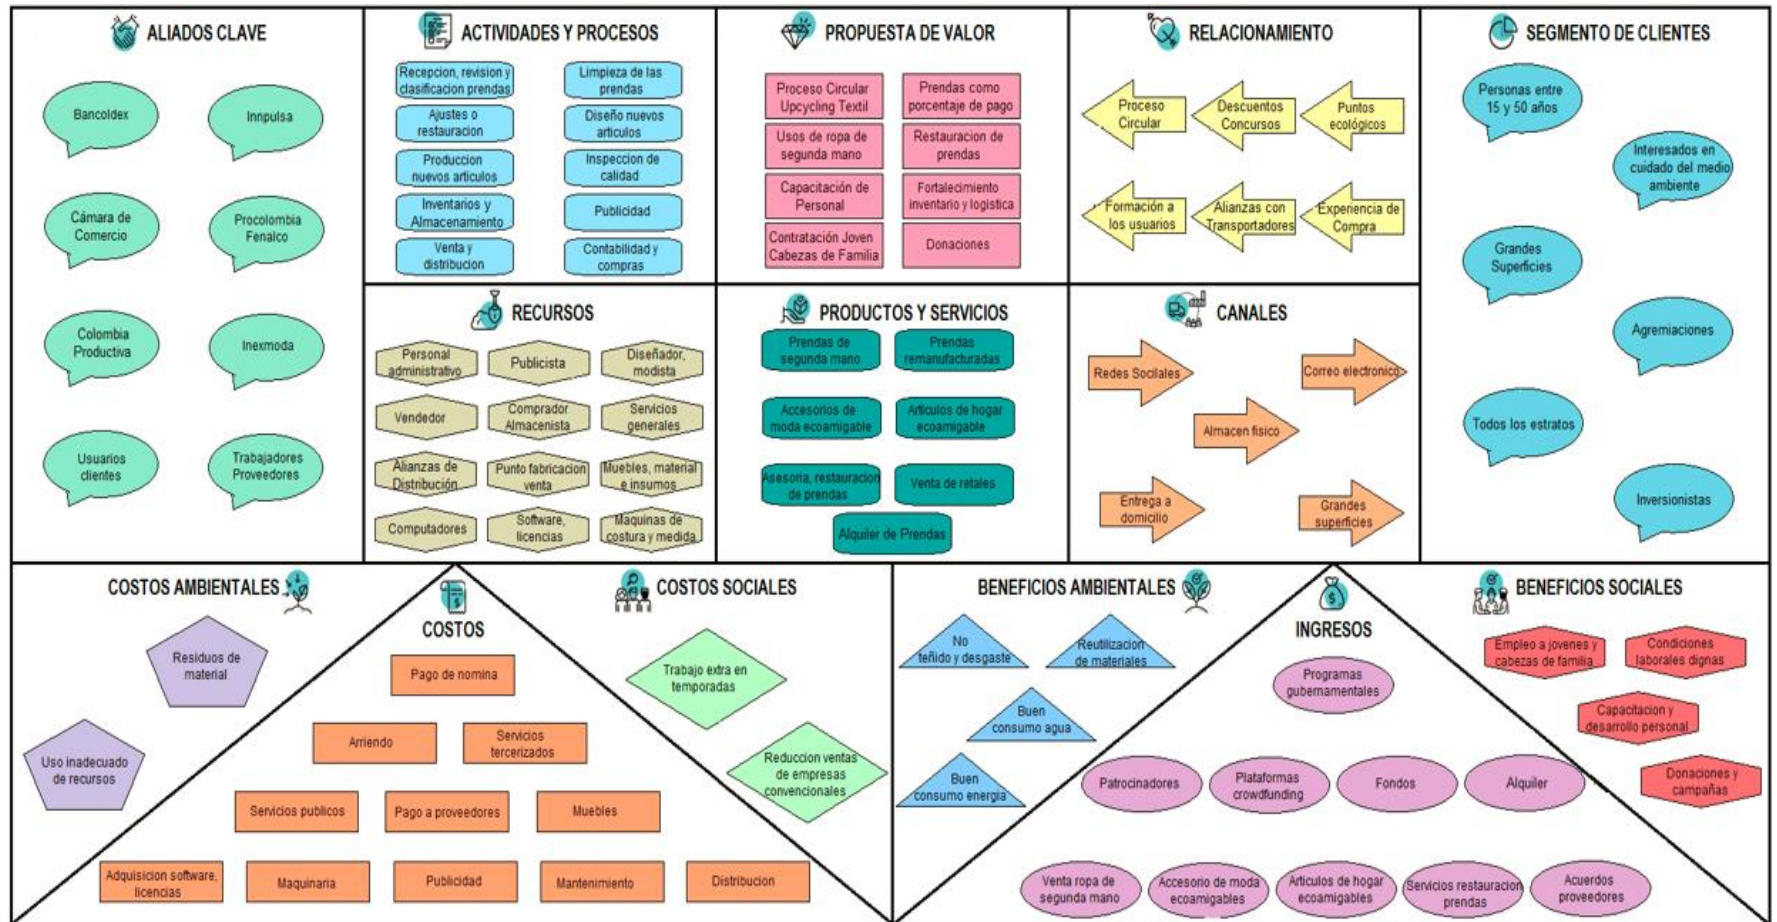 ALIADOS CLAVE
Bancoldex
Innpulsa
Cámara de
Comercio
Procolombia
Fenalco
Colombia
Productiva
Inexmoda
Usuarios
clientes
Trabajadores
Proveedores
ACTIVIDADES Y PROCESOS
Recepcion, revision y
clasificacion prendas
Limpieza de las
prendas
Ajustes o
restauracion
Diseño nuevos
articulos
Produccion
nuevos articulos
Inspeccion de
calidad
Inventarios y
Almacenamiento
Publicidad
Venta y
distribucion
Contabilidad y
compras
RECURSOS
Personal
administrativo
Publicista
Diseñador,
modista
Vendedor
Comprador
Almacenista
Servicios
generales
Alianzas de
Distribución
Punto fabricacion
venta
Muebles, material
e insumos
Computadores
Software,
licencias
Maquinas de
costura y medida
PROPUESTA DE VALOR
Proceso Circular
Upcycling Textil
Prendas como
porcentaje de pago
Usos de ropa de
segunda mano
Restauracion de
prendas
Capacitación de
Personal
Fortalecimiento
inventario y logistica
Contratación Joven
Cabezas de Familia
Donaciones
PRODUCTOS Y SERVICIOS
Prendas de
segunda mano
Prendas
remanufacturadas
Accesorios de
moda ecoamigable
Articulos de hogar
ecoamigable
Asesoria, restauracion
de prendas
Venta de retales
Alquiler de Prendas
RELACIONAMIENTO
Proceso
Circular
Descuentos
Concursos
Puntos
ecológicos
Formación a
los usuarios
Alianzas con
Transportadores
Experiencia de
Compra
CANALES
Redes Socilales
Correo electronico
Almacen fisico
Entrega a
domicilio
Grandes
superficies
SEGMENTO DE CLIENTES
Personas entre
15 y 50 años
Interesados en
cuidado del medio
ambiente
Grandes
Superficies
Agremiaciones
Todos los estratos
Inversionistas
COSTOS AMBIENTALES
Residuos de
material
Uso inadecuado
de recursos
COSTOS
Pago de nomina
Arriendo
Servicios
tercerizados
Servicios publicos
Pago a proveedores
Muebles
Adquisicion software,
licencias
Maquinaria
Publicidad
Mantenimiento
Distribucion
COSTOS SOCIALES
Trabajo extra en
temporadas
Reduccion ventas
de empresas
convencionales
BENEFICIOS AMBIENTALES
No
teñido y desgaste
Reutilizacion
de materiales
Buen
consumo agua
Buen
consumo energia
INGRESOS
Programas
gubernamentales
Patrocinadores
Plataformas
crowdfunding
Fondos
Alquiler
Venta ropa de
segunda mano
Accesorio de moda
ecoamigables
Articulos de hogar
ecoamigables
Servicios restauracion
prendas
Acuerdos
proveedores
BENEFICIOS SOCIALES
Empleo a jovenes y
cabezas de familia
Condiciones
laborales dignas
Capacitacion y
desarrollo personal
Donaciones y
campañas